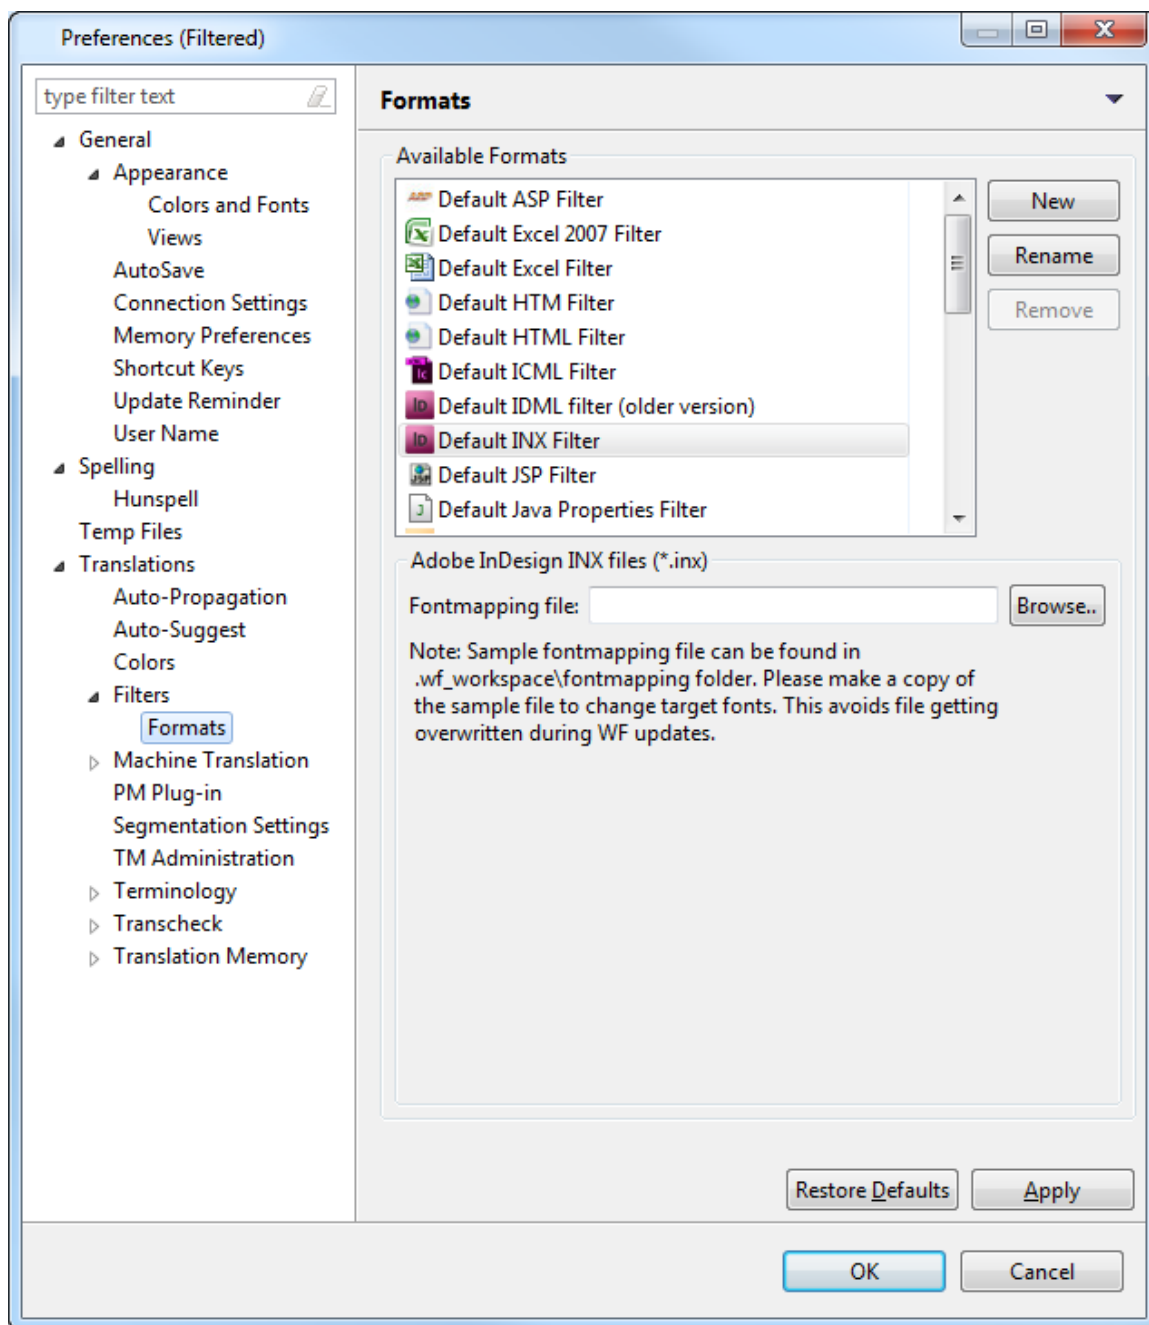 Preferences (Filtered)
type filter text
General
Appearance
Colors and Fonts
Views
AutoSave
Connection Settings
Memory Preferences
Shortcut Keys
Update Reminder
User Name
Spelling
Hunspell
Temp Files
Translations
Auto-Propagation
Auto-Suggest
Colors
Filters
Formats
Machine Translation
PM Plug-in
Segmentation Settings
TM Administration
Terminology
Transcheck
Translation Memory
Formats
Available Formats
Default ASP Filter
Default Excel 2007 Filter
Default Excel Filter
Default HTM Filter
Default HTML Filter
Default ICML Filter
Default IDML filter (older version)
Default INX Filter
Default JSP Filter
Default Java Properties Filter
New
Rename
Remove
Adobe InDesign INX files (*.inx)
Fontmapping file:
Browse..
Note: Sample fontmapping file can be found in
.wf_workspace\fontmapping folder. Please make a copy of
the sample file to change target fonts. This avoids file getting
overwritten during WF updates.
Restore Defaults
Apply
OK
Cancel